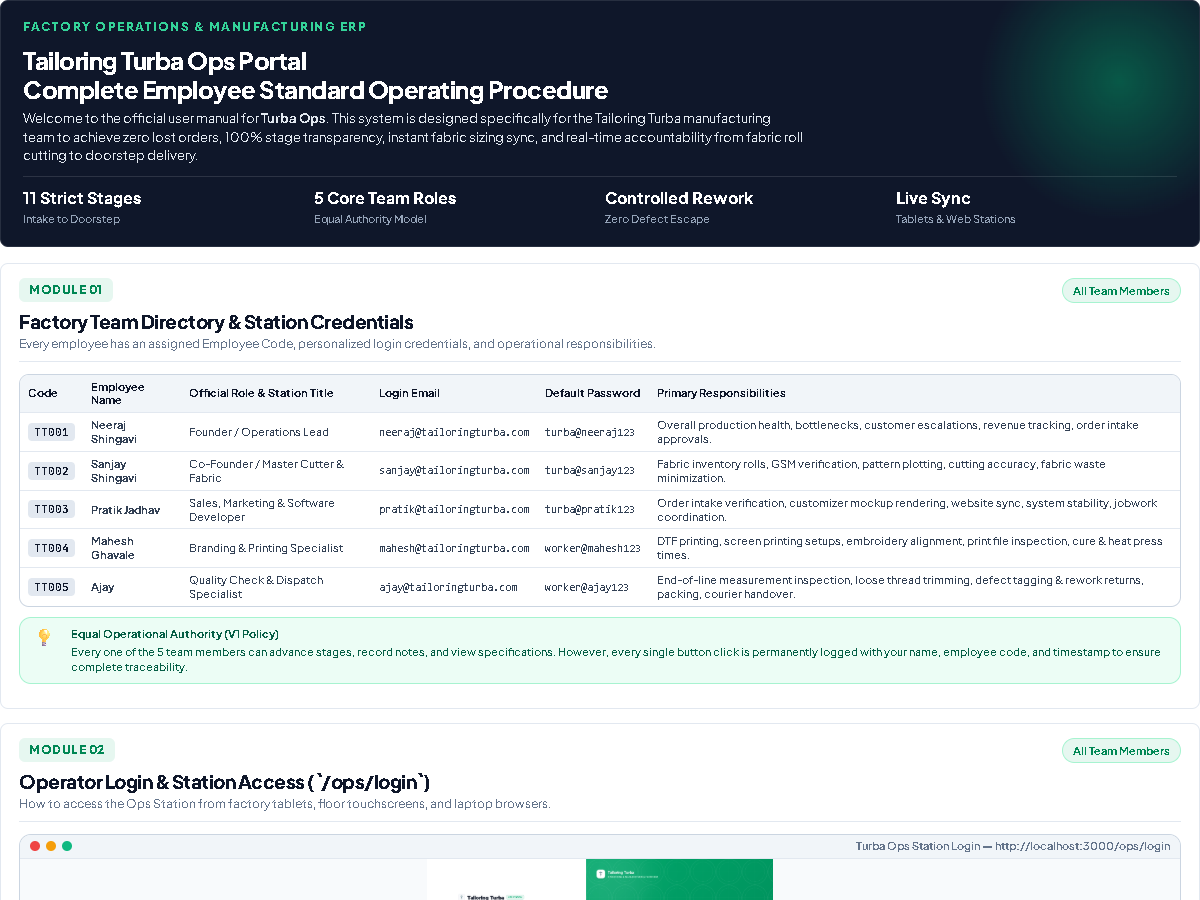 FACTORY OPERATIONS & MANUFACTURING ERP
Tailoring Turba Ops Portal
Complete Employee Standard Operating Procedure
Welcome to the official user manual for Turba Ops. This system is designed specifically for the Tailoring Turba manufacturing
team to achieve zero lost orders, 100% stage transparency, instant fabric sizing sync, and real-time accountability from fabric roll
cutting to doorstep delivery.
11 Strict Stages
Intake to Doorstep
5 Core Team Roles
Equal Authority Model
Controlled Rework
Zero Defect Escape
Live Sync
Tablets & Web Stations
MODULE 01
All Team Members
Factory Team Directory & Station Credentials
Every employee has an assigned Employee Code, personalized login credentials, and operational responsibilities.
Code
Employee
Name
Official Role & Station Title
Login Email
Default Password
Primary Responsibilities
TT001
Neeraj
Shingavi
Founder / Operations Lead
neeraj@tailoringturba.com
turba@neeraj123
Overall production health, bottlenecks, customer escalations, revenue tracking, order intake
approvals.
TT002
Sanjay
Shingavi
Co-Founder / Master Cutter &
Fabric
sanjay@tailoringturba.com
turba@sanjay123
Fabric inventory rolls, GSM verification, pattern plotting, cutting accuracy, fabric waste
minimization.
TT003
Pratik Jadhav
Sales, Marketing & Software
Developer
pratik@tailoringturba.com
turba@pratik123
Order intake verification, customizer mockup rendering, website sync, system stability, jobwork
coordination.
TT004
Mahesh
Ghavale
Branding & Printing Specialist
mahesh@tailoringturba.com
worker@mahesh123
DTF printing, screen printing setups, embroidery alignment, print file inspection, cure & heat press
times.
TT005
Ajay
Quality Check & Dispatch
Specialist
ajay@tailoringturba.com
worker@ajay123
End-of-line measurement inspection, loose thread trimming, defect tagging & rework returns,
packing, courier handover.
Equal Operational Authority (V1 Policy)
Every one of the 5 team members can advance stages, record notes, and view specifications. However, every single button click is permanently logged with your name, employee code, and timestamp to ensure
complete traceability.
MODULE 02
All Team Members
Operator Login & Station Access (`/ops/login`)
How to access the Ops Station from factory tablets, floor touchscreens, and laptop browsers.
Turba Ops Station Login — http://localhost:3000/ops/login
Tailoring Turba
Tailoring Turba